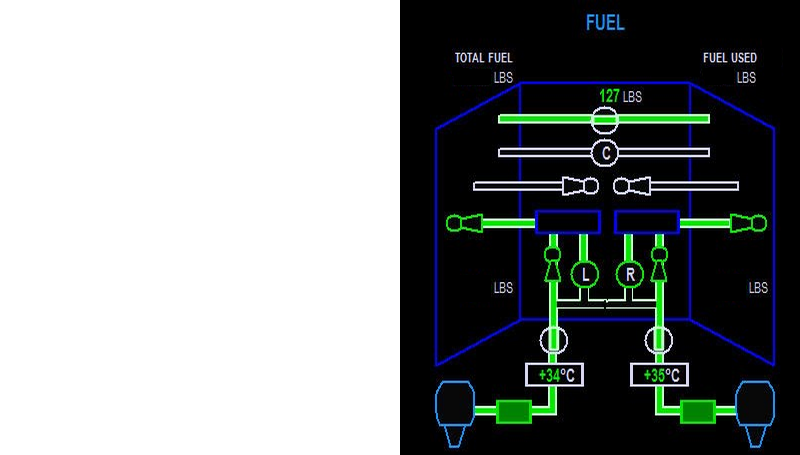 FUEL
TOTAL FUEL
FUEL USED
LBS
LBS
127 LBS
C
L
R
LBS
LBS
+34°C
+35°C